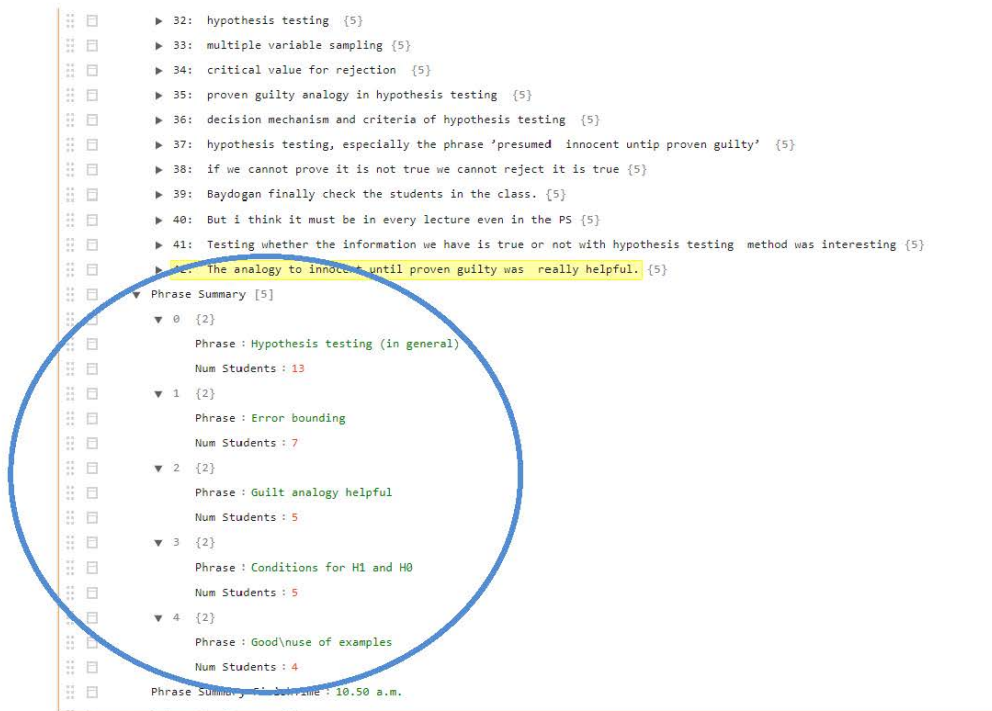 ▶ 32: hypothesis testing {5}
▶ 33: multiple variable sampling {5}
▶ 34: critical value for rejection {5}
▶ 35: proven guilty analogy in hypothesis testing {5}
▶ 36: decision mechanism and criteria of hypothesis testing {5}
▶ 37: hypothesis testing, especially the phrase 'presumed innocent untip proven guilty' {5}
▶ 38: if we cannot prove it is not true we cannot reject it is true {5}
▶ 39: Baydogan finally check the students in the class. {5}
▶ 40: But i think it must be in every lecture even in the PS {5}
▶ 41: Testing whether the information we have is true or not with hypothesis testing method was interesting {5}
▶ 42: The analogy to innocent until proven guilty was really helpful. {5}
▼ Phrase Summary [5]
▼ 0 {2}
Phrase : Hypothesis testing (in general)
Num Students : 13
▼ 1 {2}
Phrase : Error bounding
Num Students : 7
▼ 2 {2}
Phrase : Guilt analogy helpful
Num Students : 5
▼ 3 {2}
Phrase : Conditions for H1 and H0
Num Students : 5
▼ 4 {2}
Phrase : Good\nuse of examples
Num Students : 4
Phrase Summary : 10.50 a.m.